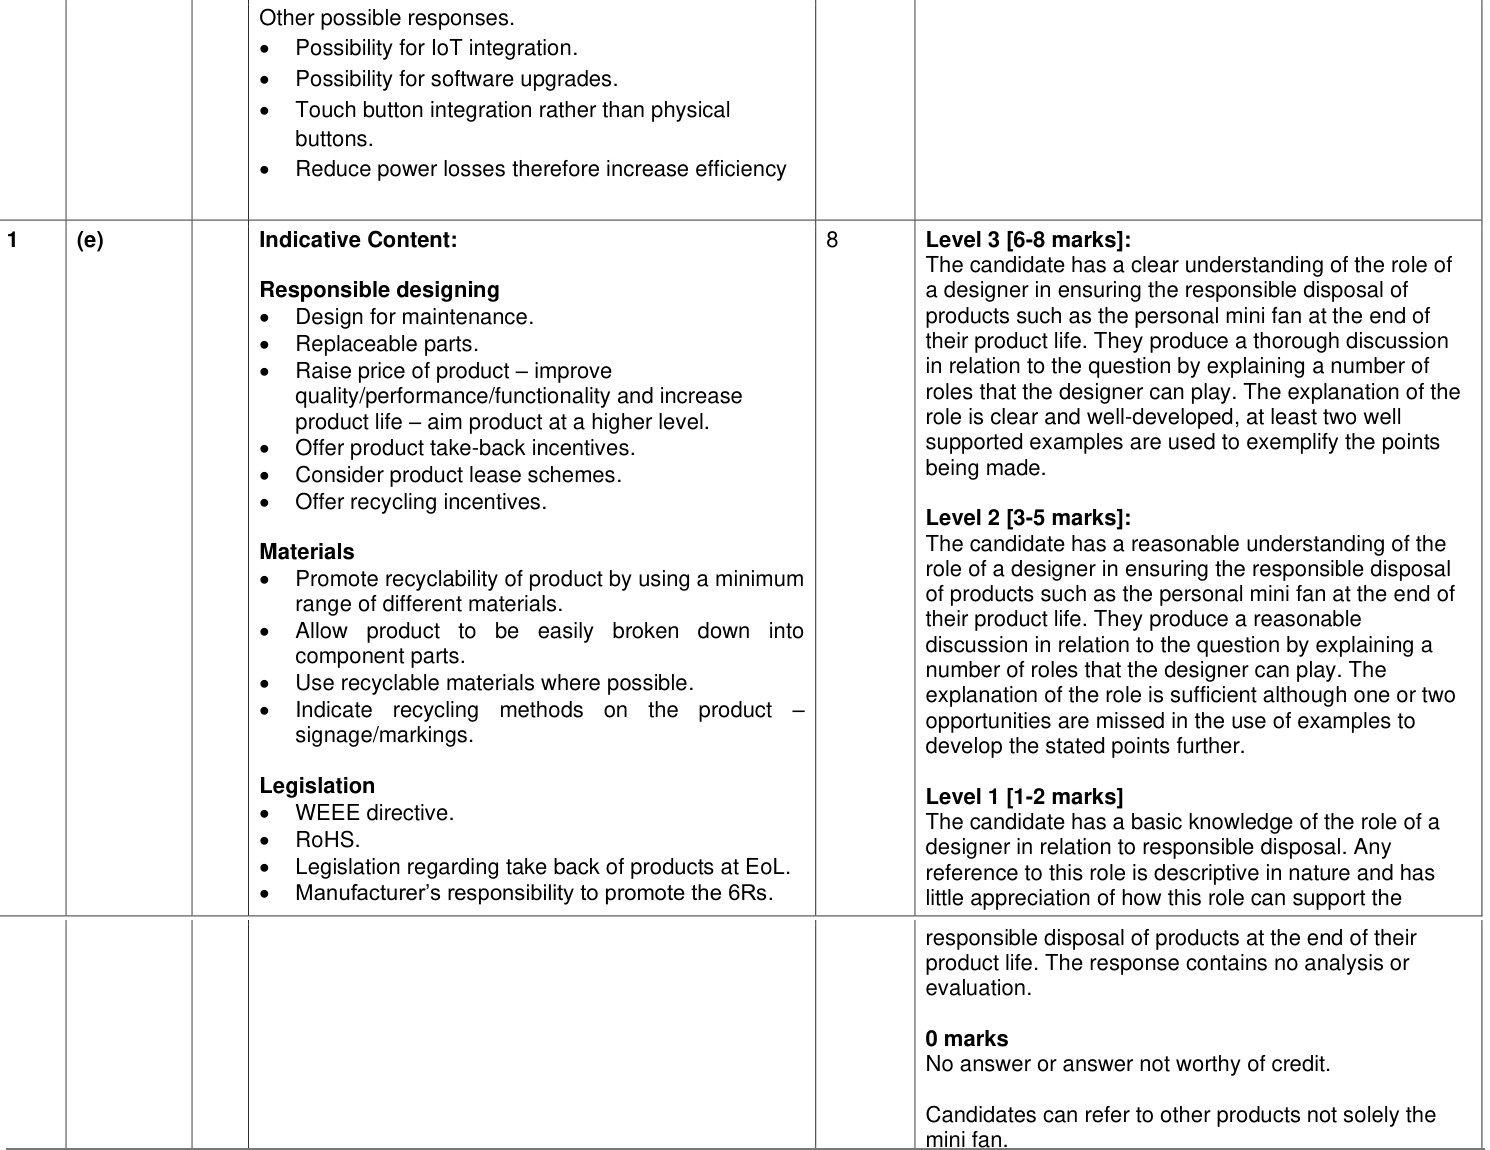 Other possible responses.
• Possibility for IoT integration.
• Possibility for software upgrades.
• Touch button integration rather than physical
buttons.
• Reduce power losses therefore increase efficiency
1
(e)
Indicative Content:
Responsible designing
• Design for maintenance.
• Replaceable parts.
• Raise price of product – improve
quality/performance/functionality and increase
product life – aim product at a higher level.
• Offer product take-back incentives.
• Consider product lease schemes.
• Offer recycling incentives.
Materials
• Promote recyclability of product by using a minimum
range of different materials.
• Allow product to be easily broken down into
component parts.
• Use recyclable materials where possible.
• Indicate recycling methods on the product –
signage/markings.
Legislation
• WEEE directive.
• RoHS.
• Legislation regarding take back of products at EoL.
• Manufacturer’s responsibility to promote the 6Rs.
8
Level 3 [6-8 marks]:
The candidate has a clear understanding of the role of
a designer in ensuring the responsible disposal of
products such as the personal mini fan at the end of
their product life. They produce a thorough discussion
in relation to the question by explaining a number of
roles that the designer can play. The explanation of the
role is clear and well-developed, at least two well
supported examples are used to exemplify the points
being made.
Level 2 [3-5 marks]:
The candidate has a reasonable understanding of the
role of a designer in ensuring the responsible disposal
of products such as the personal mini fan at the end of
their product life. They produce a reasonable
discussion in relation to the question by explaining a
number of roles that the designer can play. The
explanation of the role is sufficient although one or two
opportunities are missed in the use of examples to
develop the stated points further.
Level 1 [1-2 marks]
The candidate has a basic knowledge of the role of a
designer in relation to responsible disposal. Any
reference to this role is descriptive in nature and has
little appreciation of how this role can support the
responsible disposal of products at the end of their
product life. The response contains no analysis or
evaluation.
0 marks
No answer or answer not worthy of credit.
Candidates can refer to other products not solely the
mini fan.